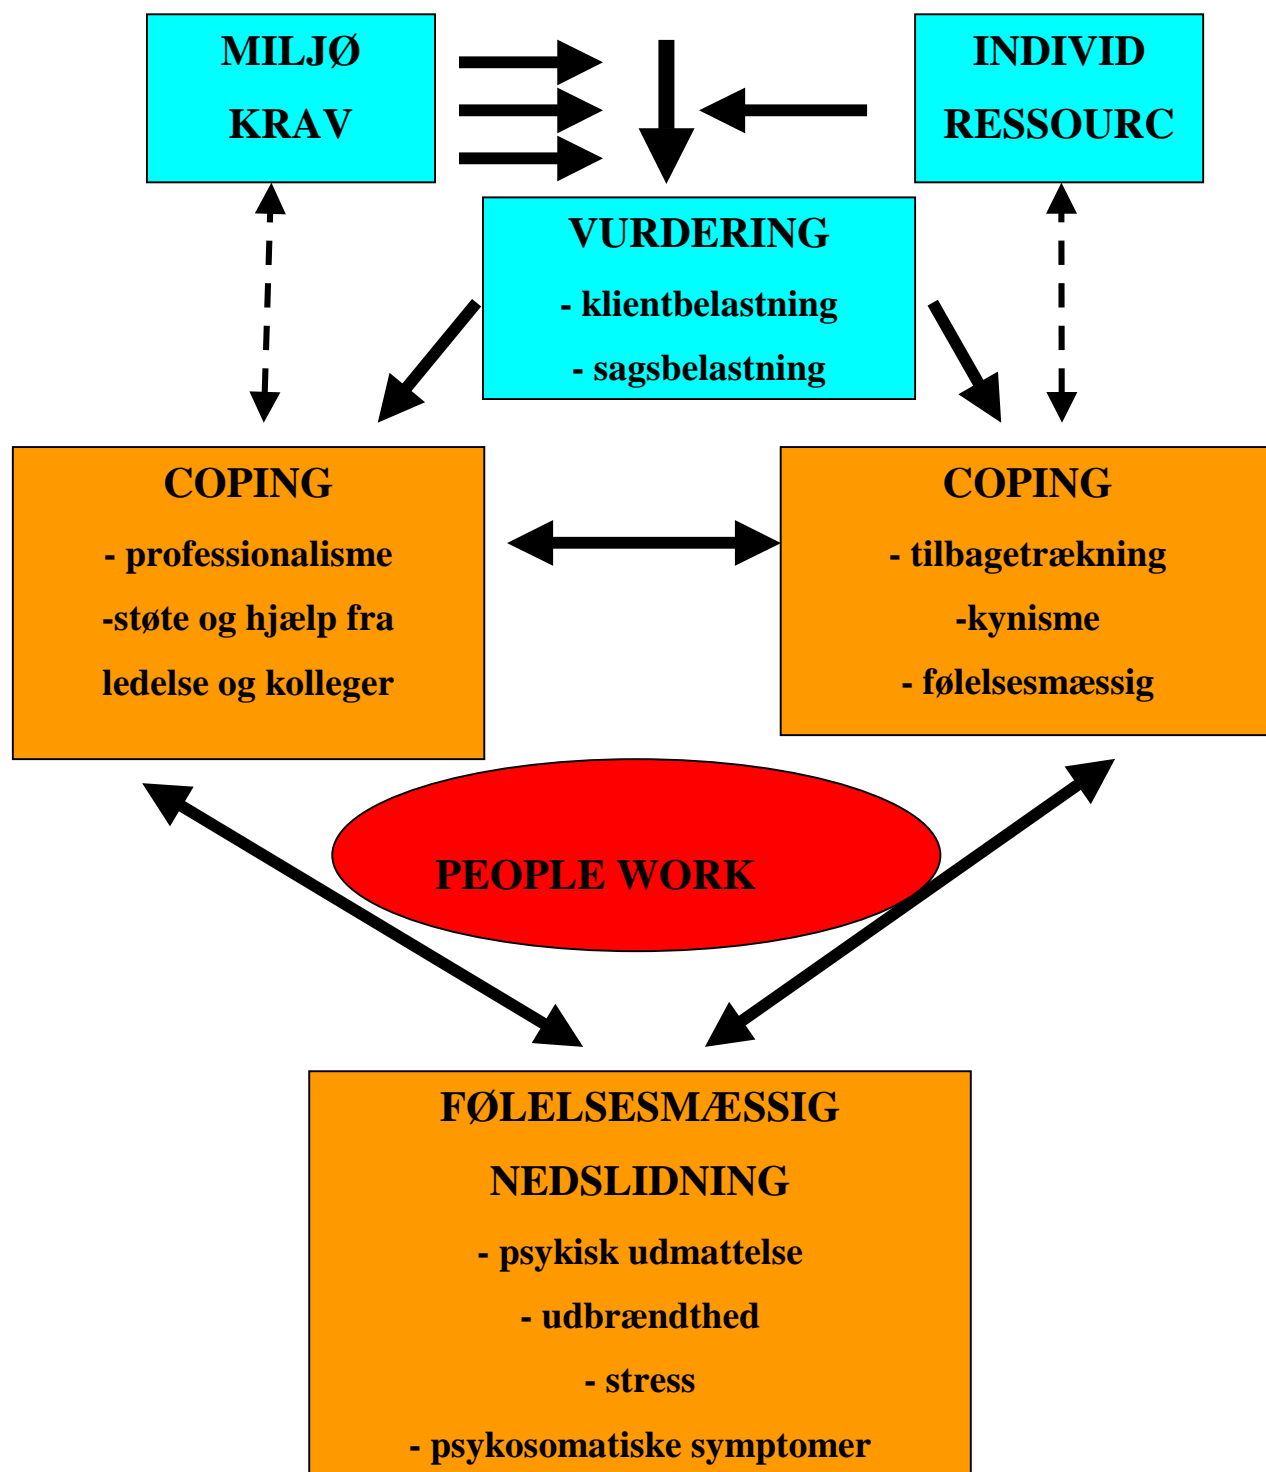 MILJØ
KRAV
INDIVID
RESSOURC
VURDERING
- klientbelastning
- sagsbelastning
COPING
- professionalisme
-støte og hjælp fra
ledelse og kolleger
COPING
- tilbagetrækning
-kynisme
- følelsesmæssig
PEOPLE WORK
FØLELSESMÆSSIG
NEDSLIDNING
- psykisk udmattelse
- udbrændthed
- stress
- psykosomatiske symptomer